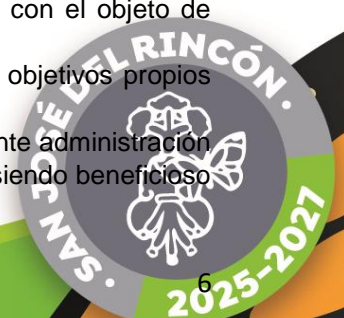 con el objeto de
objetivos propios
nte administración
siendo beneficioso
SAN JOSÉ DEL RINCÓN
2025-2027
6